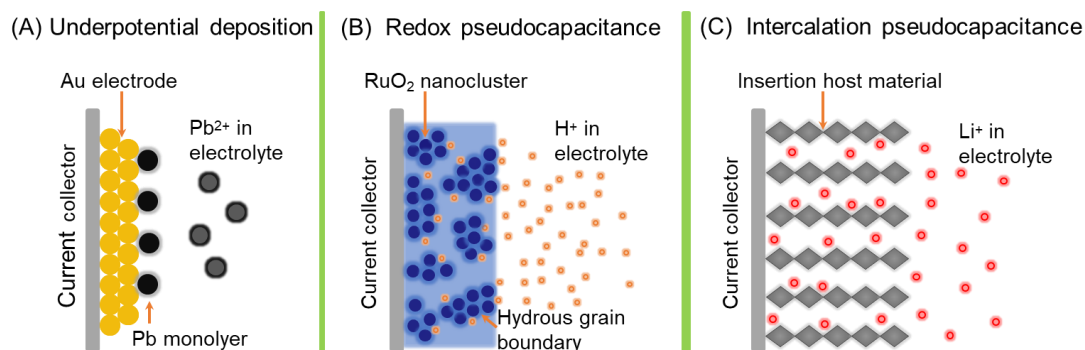 (A) Underpotential deposition
Au electrode
Pb²⁺ in
electrolyte
Current collector
Pb monolyer
(B) Redox pseudocapacitance
RuO₂ nanocluster
H⁺ in
electrolyte
Current collector
Hydrous grain
boundary
(C) Intercalation pseudocapacitance
Insertion host material
Li⁺ in
electrolyte
Current collector